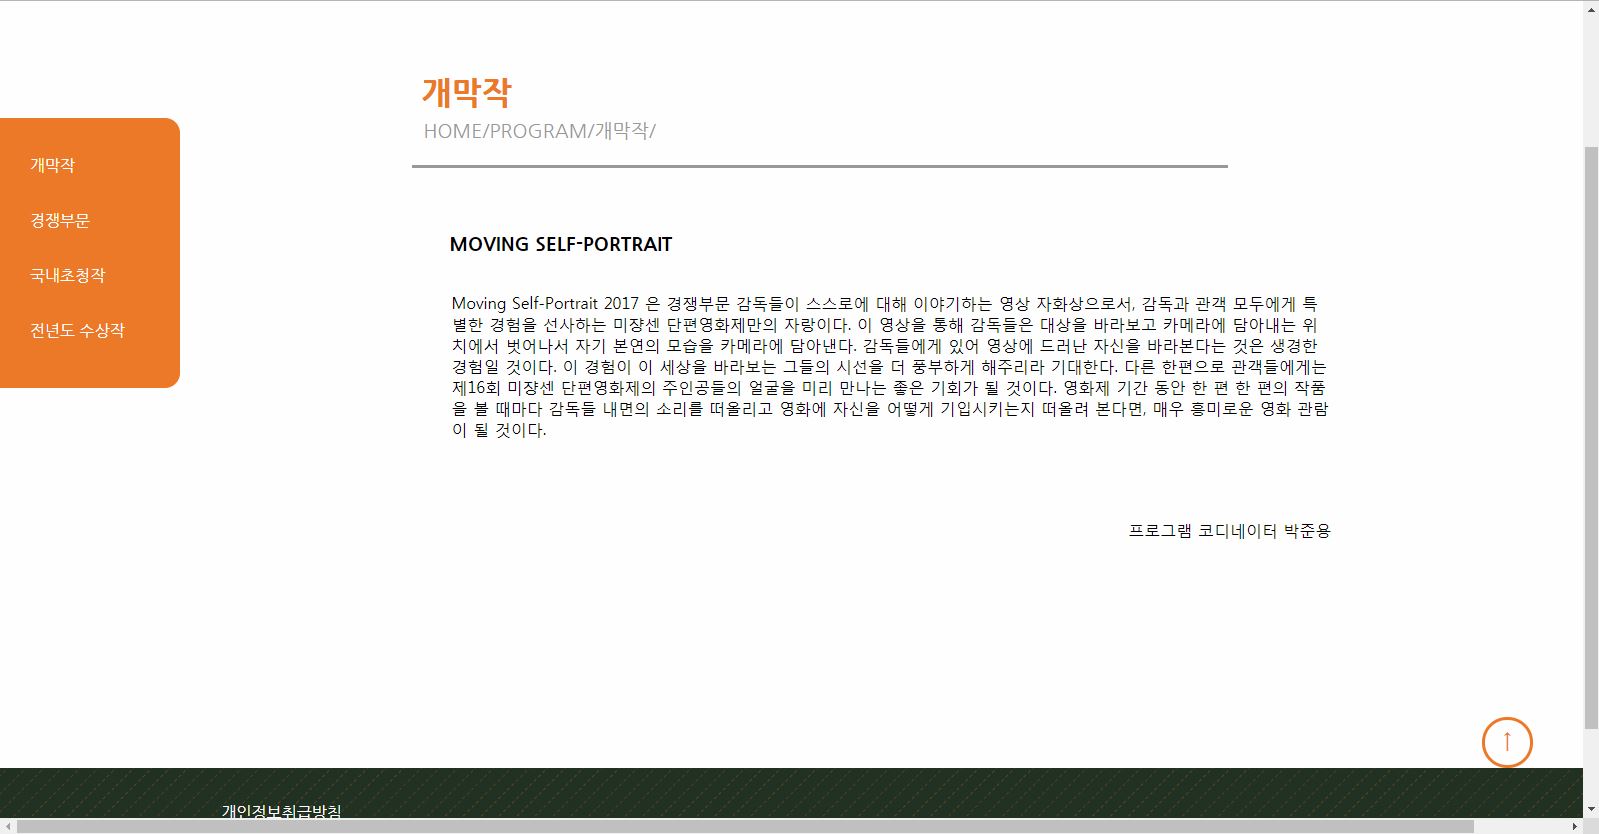 개막작
HOME/PROGRAM/개막작/
개막작
경쟁부문
국내초청작
전년도 수상작
MOVING SELF-PORTRAIT
Moving Self-Portrait 2017 은 경쟁부문 감독들이 스스로에 대해 이야기하는 영상 자화상으로서, 감독과 관객 모두에게 특
별한 경험을 선사하는 미쟝센 단편영화제만의 자랑이다. 이 영상을 통해 감독들은 대상을 바라보고 카메라에 담아내는 위
치에서 벗어나서 자기 본연의 모습을 카메라에 담아낸다. 감독들에게 있어 영상에 드러난 자신을 바라본다는 것은 생경한
경험일 것이다. 이 경험이 이 세상을 바라보는 그들의 시선을 더 풍부하게 해주리라 기대한다. 다른 한편으로 관객들에게는
제16회 미쟝센 단편영화제의 주인공들의 얼굴을 미리 만나는 좋은 기회가 될 것이다. 영화제 기간 동안 한 편 한 편의 작품
을 볼 때마다 감독들 내면의 소리를 떠올리고 영화에 자신을 어떻게 기입시키는지 떠올려 본다면, 매우 흥미로운 영화 관람
이 될 것이다.
프로그램 코디네이터 박준용
↑
개인정보취급방침